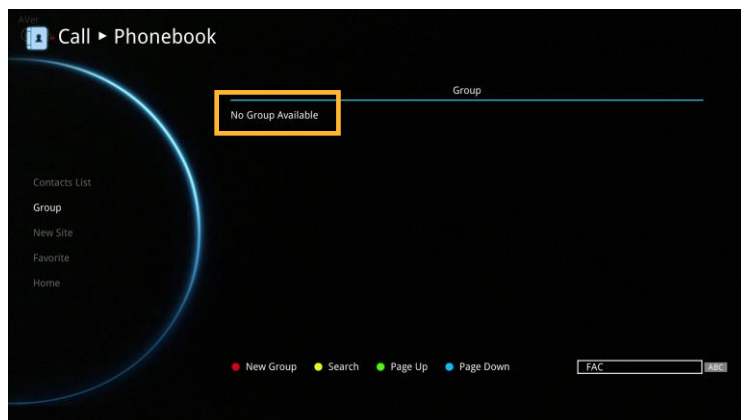 AVer
Call ► Phonebook
Group
No Group Available
Contacts List
Group
New Site
Favorite
Home
New Group Search Page Up Page Down FAC ABC